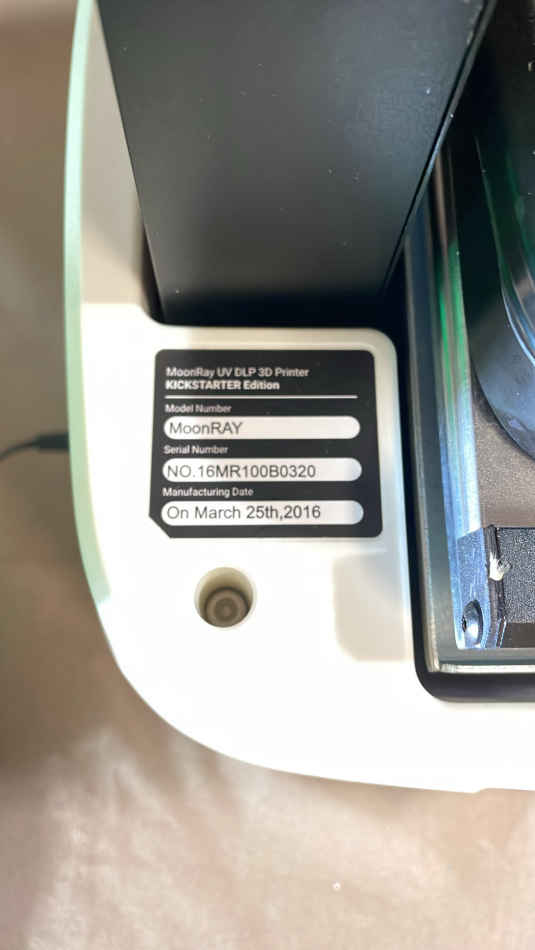 MoonRay UV DLP 3D Printer
KICKSTARTER Edition
Model Number
MoonRAY
Serial Number
NO.16MR100B0320
Manufacturing Date
On March 25th,2016